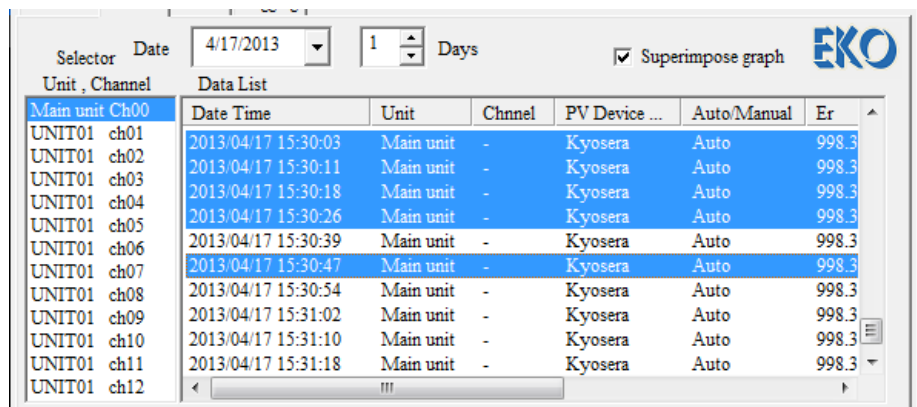 Selector Date 4/17/2013 1 Days Superimpose graph EKO
Unit , Channel Data List
Main unit Ch00
UNIT01 ch01
UNIT01 ch02
UNIT01 ch03
UNIT01 ch04
UNIT01 ch05
UNIT01 ch06
UNIT01 ch07
UNIT01 ch08
UNIT01 ch09
UNIT01 ch10
UNIT01 ch11
UNIT01 ch12
Date Time Unit Chnnel PV Device ... Auto/Manual Er
2013/04/17 15:30:03 Main unit - Kyosera Auto 998.3
2013/04/17 15:30:11 Main unit - Kyosera Auto 998.3
2013/04/17 15:30:18 Main unit - Kyosera Auto 998.3
2013/04/17 15:30:26 Main unit - Kyosera Auto 998.3
2013/04/17 15:30:39 Main unit - Kyosera Auto 998.3
2013/04/17 15:30:47 Main unit - Kyosera Auto 998.3
2013/04/17 15:30:54 Main unit - Kyosera Auto 998.3
2013/04/17 15:31:02 Main unit - Kyosera Auto 998.3
2013/04/17 15:31:10 Main unit - Kyosera Auto 998.3
2013/04/17 15:31:18 Main unit - Kyosera Auto 998.3